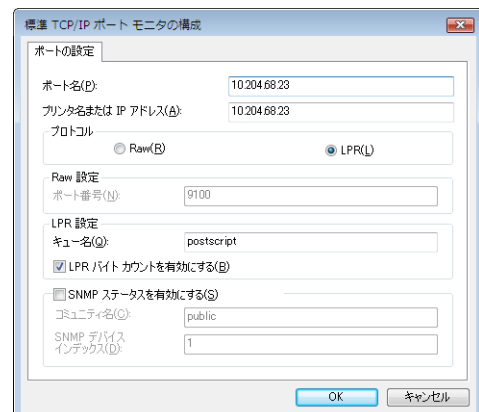 標準 TCP/IP ポート モニタの構成
ポートの設定
ポート名(P): 10.204.68.23
プリンタ名または IP アドレス(A): 10.204.68.23
プロトコル
Raw(R) LPR(L)
Raw 設定
ポート番号(N): 9100
LPR 設定
キュー名(Q): postscript
LPR バイト カウントを有効にする(B)
SNMP ステータスを有効にする(S)
コミュニティ名(C): public
SNMP デバイス
インデックス(D): 1
OK キャンセル